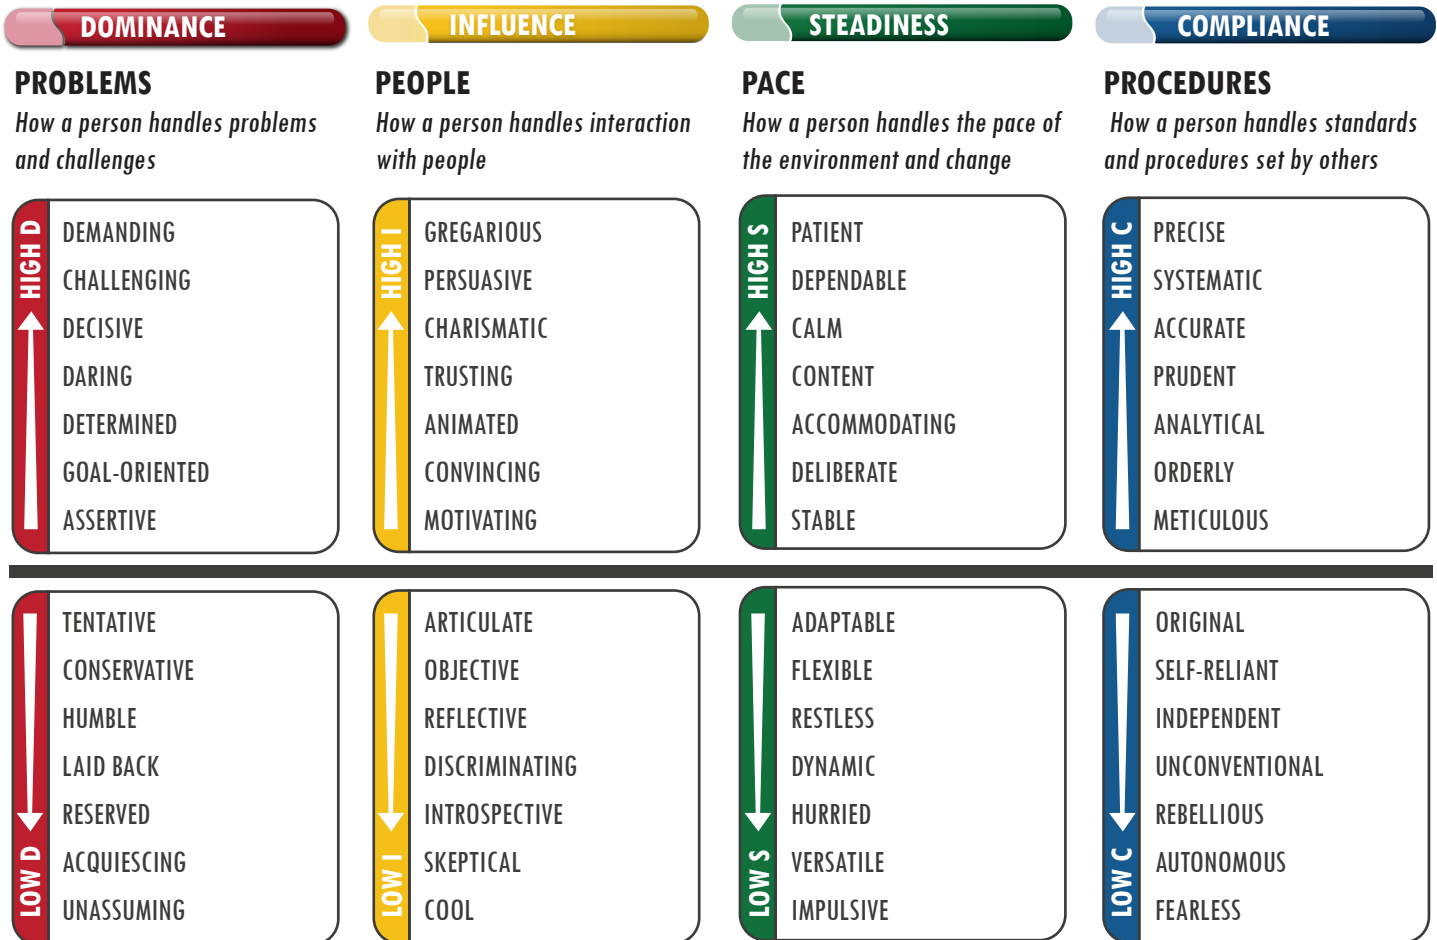 DOMINANCE
PROBLEMS
How a person handles problems
and challenges
HIGH D
DEMANDING
CHALLENGING
DECISIVE
DARING
DETERMINED
GOAL-ORIENTED
ASSERTIVE
LOW D
TENTATIVE
CONSERVATIVE
HUMBLE
LAID BACK
RESERVED
ACQUIESCING
UNASSUMING
INFLUENCE
PEOPLE
How a person handles interaction
with people
HIGH I
GREGARIOUS
PERSUASIVE
CHARISMATIC
TRUSTING
ANIMATED
CONVINCING
MOTIVATING
LOW I
ARTICULATE
OBJECTIVE
REFLECTIVE
DISCRIMINATING
INTROSPECTIVE
SKEPTICAL
COOL
STEADINESS
PACE
How a person handles the pace of
the environment and change
HIGH S
PATIENT
DEPENDABLE
CALM
CONTENT
ACCOMMODATING
DELIBERATE
STABLE
LOW S
ADAPTABLE
FLEXIBLE
RESTLESS
DYNAMIC
HURRIED
VERSATILE
IMPULSIVE
COMPLIANCE
PROCEDURES
How a person handles standards
and procedures set by others
HIGH C
PRECISE
SYSTEMATIC
ACCURATE
PRUDENT
ANALYTICAL
ORDERLY
METICULOUS
LOW C
ORIGINAL
SELF-RELIANT
INDEPENDENT
UNCONVENTIONAL
REBELLIOUS
AUTONOMOUS
FEARLESS